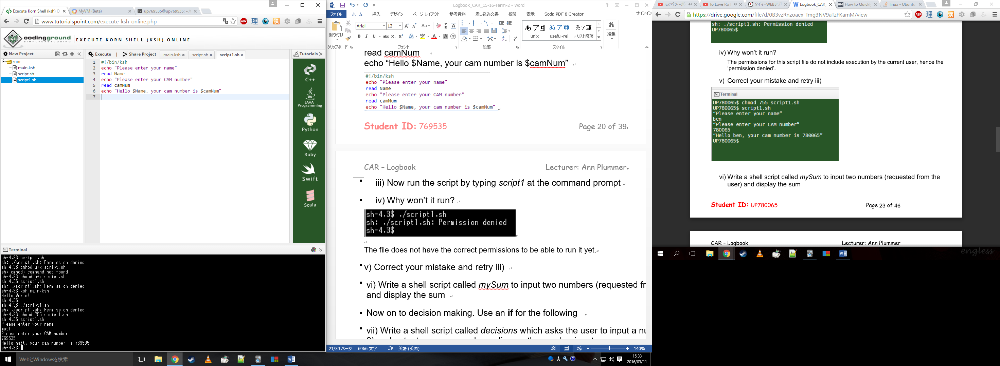 Execute Korn Shell (ksh) O
MyVM (Beta)
up769535@up769535: ~/
www.tutorialspoint.com/execute_ksh_online.php
codingground
SIMPLYEASYCODING
EXECUTE KORN SHELL (KSH) ONLINE
New Project
Execute | Share Project
main.ksh
script.sh
script1.sh
Tutorials
root
main.ksh
script.sh
script1.sh
1 #!/bin/ksh
2 echo "Please enter your name"
3 read Name
4 echo "Please enter your CAM number"
5 read camNum
6 echo "Hello $Name, your cam number is $camNum"
7
C++
JAVA
Programming
Python
Ruby
Swift
Scala
Terminal
sh-4.3$ script1.sh
sh: ./script1.sh: Permission denied
sh-4.3$ cmhod u+x script.sh
sh: cmhod: command not found
sh-4.3$ chmod u+x script.sh
sh-4.3$ script1.sh
sh: ./script1.sh: Permission denied
sh-4.3$ ksh main.ksh
Hello World!
sh-4.3$
sh-4.3$ ./script1.sh
sh: ./script1.sh: Permission denied
sh-4.3$ chmod 755 script1.sh
sh-4.3$ script1.sh
Please enter your name
matt
Please enter your CAM number
769535
Hello matt, your cam number is 769535
sh-4.3$
WebとWindowsを検索
Logbook_CAR_15-16-Term-2 - Word
ファイル ホーム 挿入 デザイン ページ レイアウト 参考資料 差し込み文書 校閲 表示 Soda PDF 8 Creator サインイン
貼り付け
Arial 12
クリップボード フォント 段落 スタイル
あア亜 あア亜 あア亜
unix useful-rel リスト段落
編集
read camNum
echo “Hello $Name, your cam number is $camNum”
#!/bin/ksh
echo "Please enter your name"
read Name
echo "Please enter your CAM number"
read camNum
echo "Hello $Name, your cam number is $camNum"
Student ID: 769535 Page 20 of 39
CAR – Logbook Lecturer: Ann Plummer
iii) Now run the script by typing script1 at the command prompt
iv) Why won’t it run?
sh-4.3$ ./script1.sh
sh: ./script1.sh: Permission denied
sh-4.3$
The file does not have the correct permissions to be able to run it yet.
v) Correct your mistake and retry iii)
vi) Write a shell script called mySum to input two numbers (requested fr
and display the sum
Now on to decision making. Use an if for the following
vii) Write a shell script called decisions which asks the user to input a nu
21/39 ページ 6966 文字 英語 (英国) 140%
15:33
2016/03/11
ふでペン～ボ
To Love Ru
タイマーWEBアプ
Logbook_CAR_
How to Quickly
linux - Ubuntu
https://drive.google.com/file/d/0B3vzRnzoaex-Tmg3NV9aTzFKamM/view
sh: ./script1.sh: Permission denied
UP780065$
iv) Why won’t it run?
The permissions for this script file do not include execution by the current user, hence the
‘permission denied’.
v) Correct your mistake and retry iii)
Terminal
UP780065$ chmod 755 script1.sh
UP780065$ script1.sh
“Please enter your name”
ben
“Please enter your CAM number”
780065
“Hello ben, your cam number is 780065”
UP780065$
vi) Write a shell script called mySum to input two numbers (requested from the
user) and display the sum
Student ID: UP780065 Page 23 of 46
CAR – Logbook Lecturer: Ann Plummer
engless